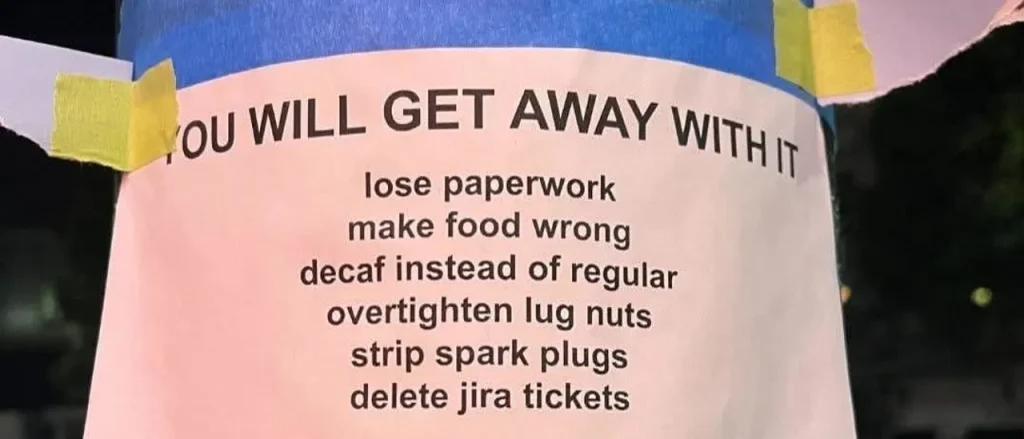 YOU WILL GET AWAY WITH IT
lose paperwork
make food wrong
decaf instead of regular
overtighten lug nuts
strip spark plugs
delete jira tickets